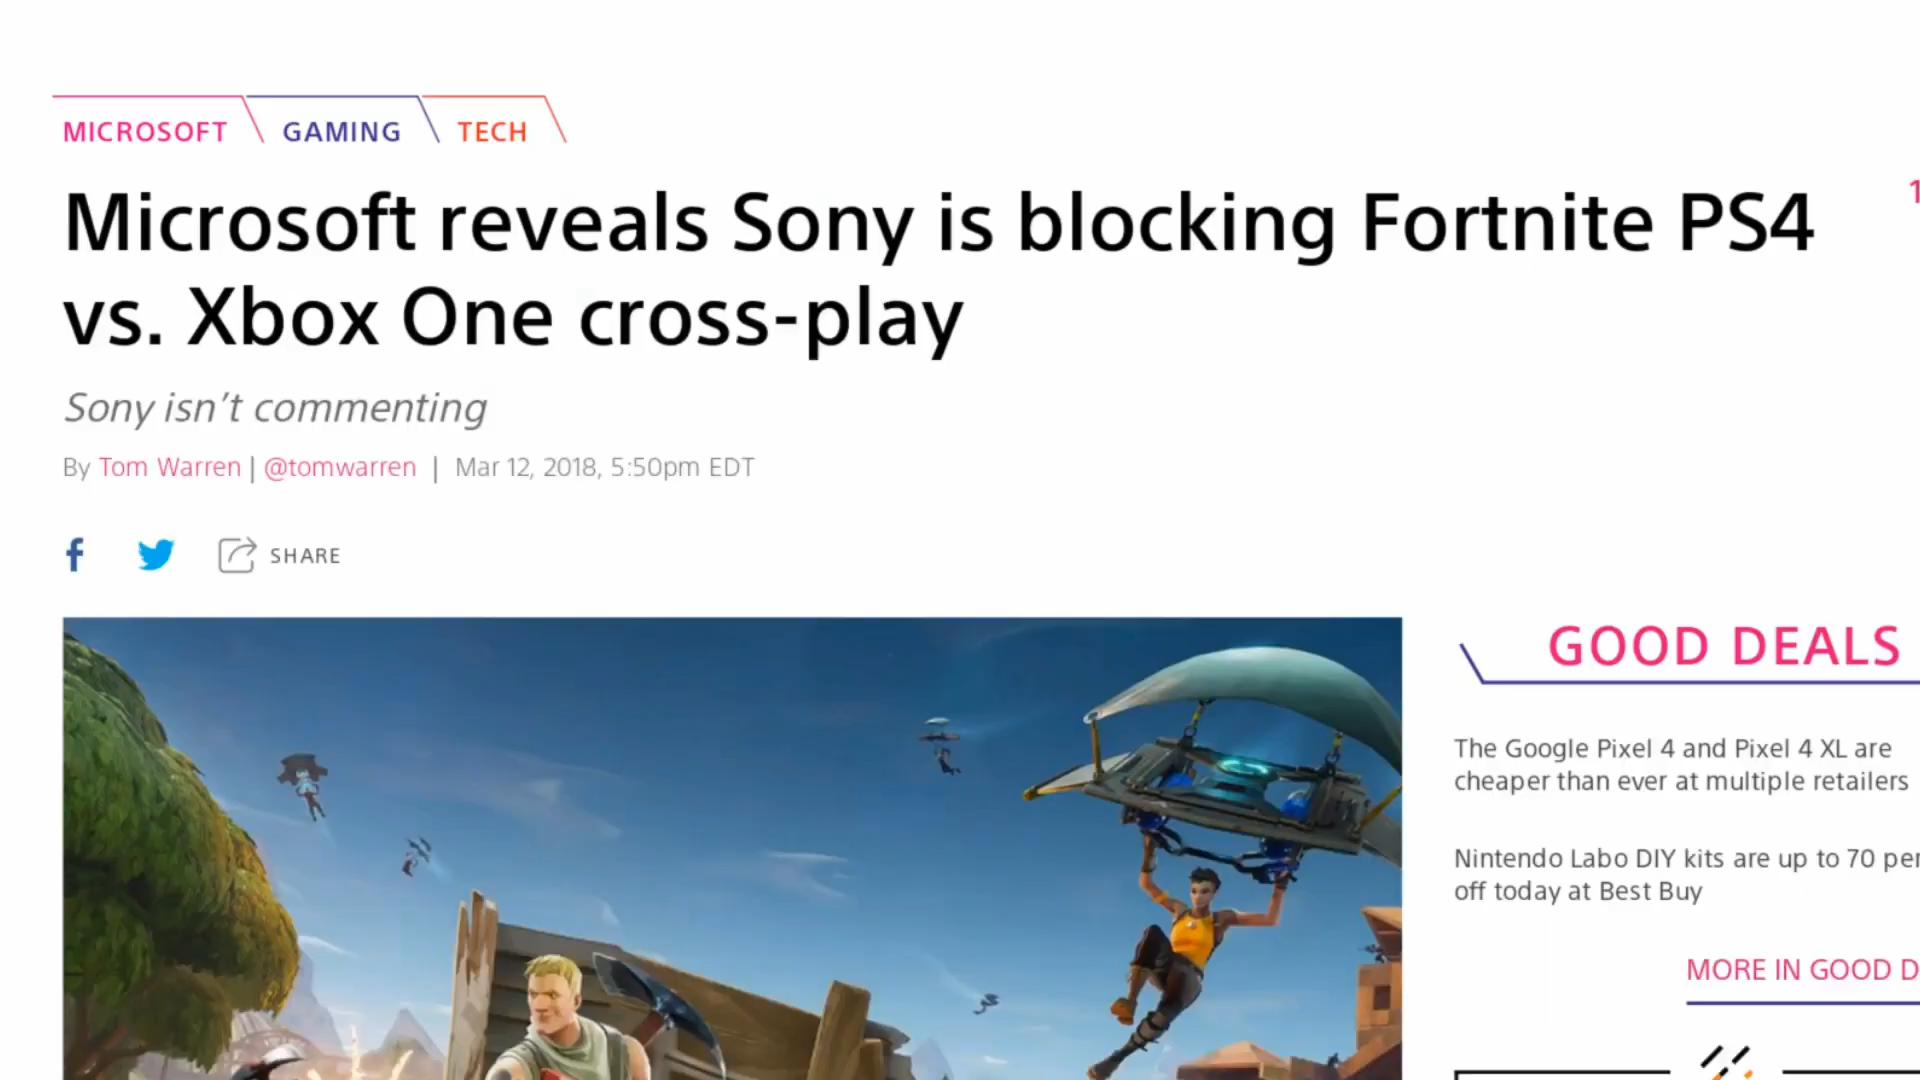 MICROSOFT GAMING TECH
Microsoft reveals Sony is blocking Fortnite PS4
vs. Xbox One cross-play
Sony isn't commenting
By Tom Warren | @tomwarren | Mar 12, 2018, 5:50pm EDT
SHARE
GOOD DEALS
The Google Pixel 4 and Pixel 4 XL are
cheaper than ever at multiple retailers
Nintendo Labo DIY kits are up to 70 per
off today at Best Buy
MORE IN GOOD D